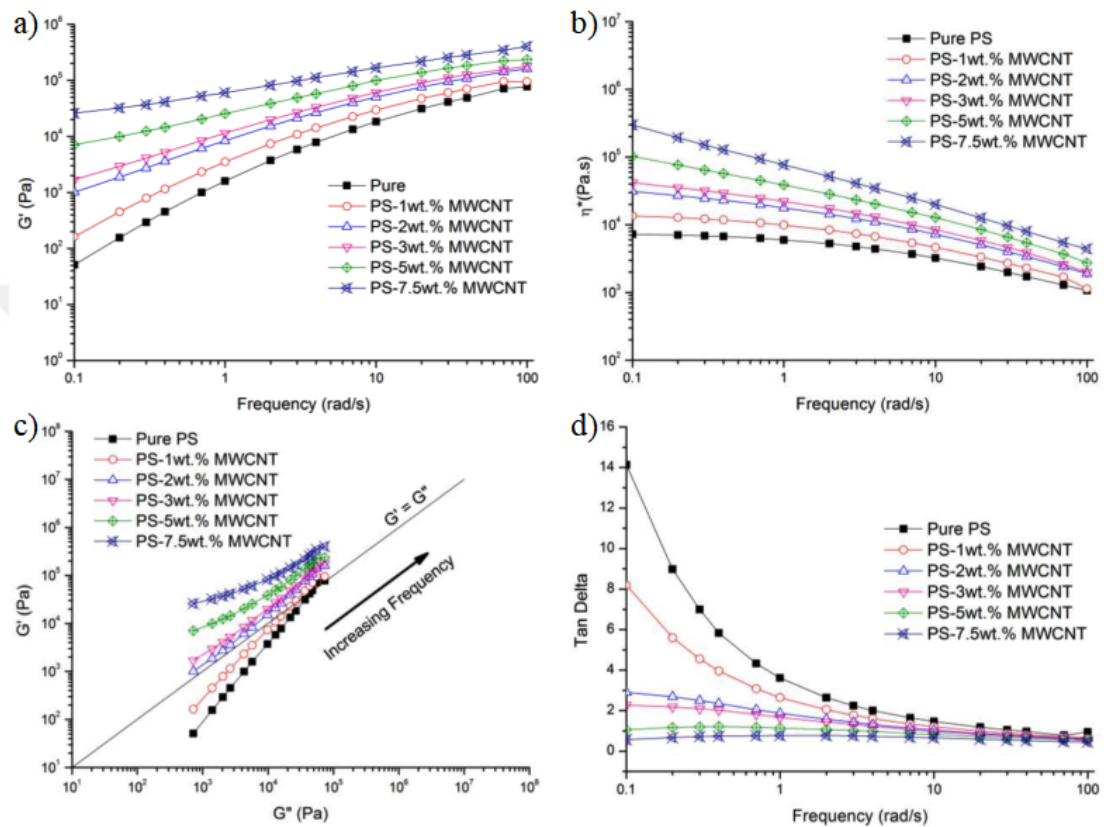 a)
G' (Pa)
10⁶
10⁵
10⁴
10³
10²
10¹
10⁰
0.1 1 10 100
Frequency (rad/s)
Pure
PS-1wt.% MWCNT
PS-2wt.% MWCNT
PS-3wt.% MWCNT
PS-5wt.% MWCNT
PS-7.5wt.% MWCNT
b)
η*(Pa.s)
10⁷
10⁶
10⁵
10⁴
10³
10²
0.1 1 10 100
Frequency (rad/s)
Pure PS
PS-1wt.% MWCNT
PS-2wt.% MWCNT
PS-3wt.% MWCNT
PS-5wt.% MWCNT
PS-7.5wt.% MWCNT
c)
G' (Pa)
10⁸
10⁷
10⁶
10⁵
10⁴
10³
10²
10¹
10¹ 10² 10³ 10⁴ 10⁵ 10⁶ 10⁷ 10⁸
G" (Pa)
Pure PS
PS-1wt.% MWCNT
PS-2wt.% MWCNT
PS-3wt.% MWCNT
PS-5wt.% MWCNT
PS-7.5wt.% MWCNT
G' = G"
Increasing Frequency
d)
Tan Delta
16
14
12
10
8
6
4
2
0
0.1 1 10 100
Frequency (rad/s)
Pure PS
PS-1wt.% MWCNT
PS-2wt.% MWCNT
PS-3wt.% MWCNT
PS-5wt.% MWCNT
PS-7.5wt.% MWCNT